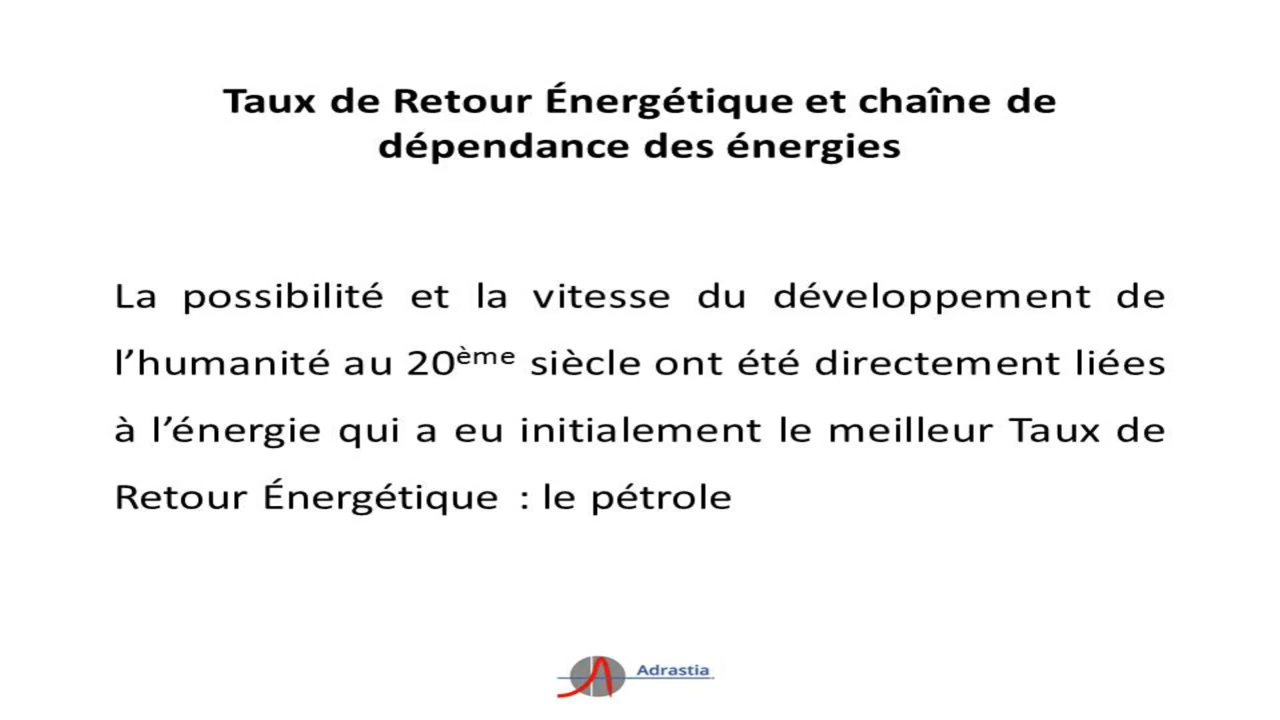 Taux de Retour Énergétique et chaîne de
dépendance des énergies
La possibilité et la vitesse du développement de
l’humanité au 20ème siècle ont été directement liées
à l’énergie qui a eu initialement le meilleur Taux de
Retour Énergétique : le pétrole
Adrastia